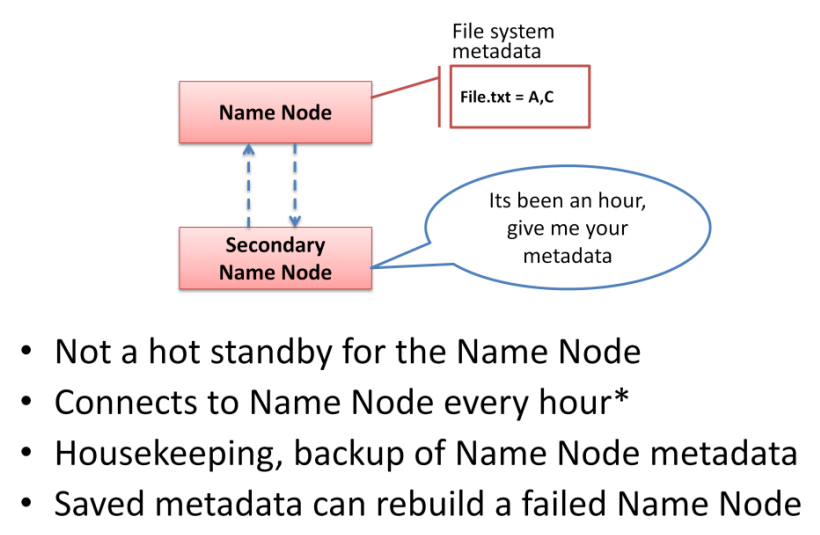 File system
metadata
Name Node
File.txt = A,C
Its been an hour,
give me your
metadata
Secondary
Name Node
• Not a hot standby for the Name Node
• Connects to Name Node every hour*
• Housekeeping, backup of Name Node metadata
• Saved metadata can rebuild a failed Name Node